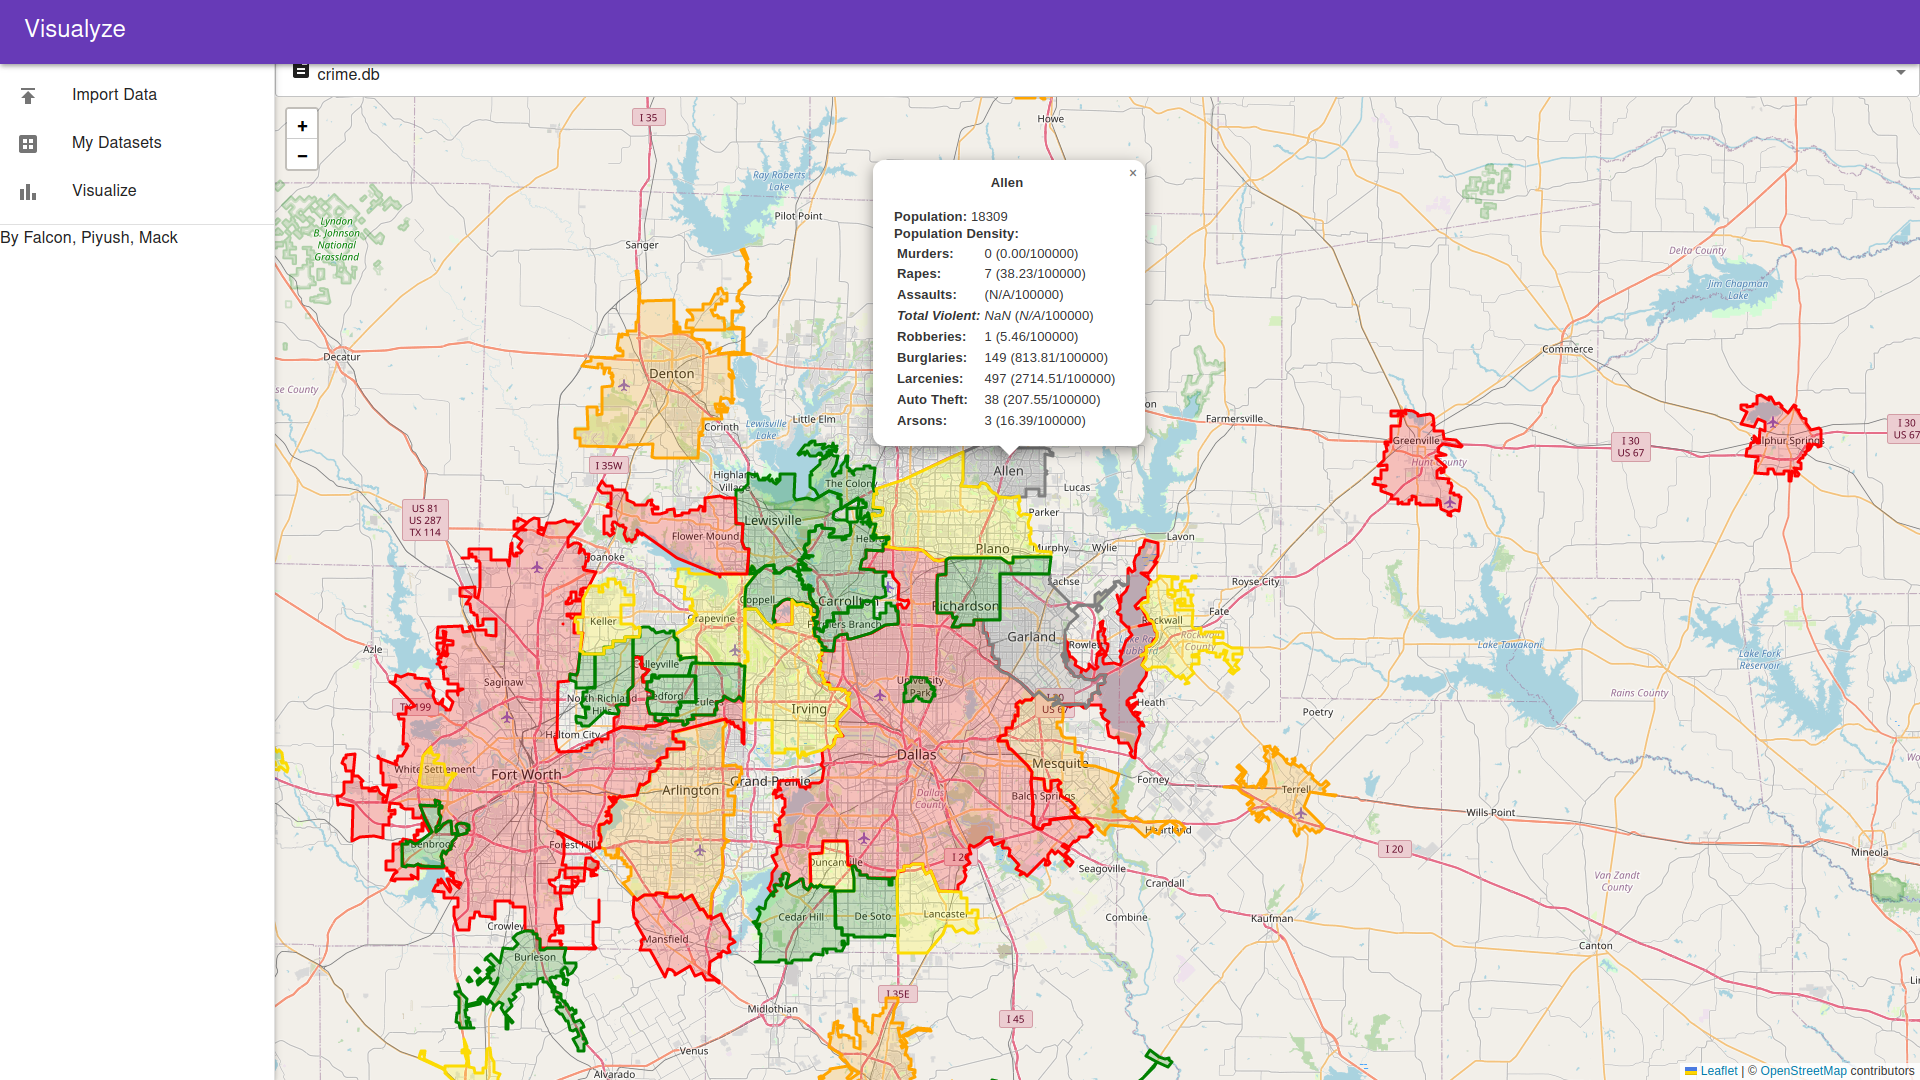 Visualyze
crime.db
Import Data
My Datasets
Visualize
By Falcon, Piyush, Mack
+
−
×
Allen
Population: 18309
Population Density:
Murders: 0 (0.00/100000)
Rapes: 7 (38.23/100000)
Assaults: (N/A/100000)
Total Violent: NaN (N/A/100000)
Robberies: 1 (5.46/100000)
Burglaries: 149 (813.81/100000)
Larcenies: 497 (2714.51/100000)
Auto Theft: 38 (207.55/100000)
Arsons: 3 (16.39/100000)
I 35
Howe
Ray Roberts
Lake
Pilot Point
Lyndon
B. Johnson
National
Grassland
Sanger
Delta County
Jim Chapman
Lake
Decatur
Commerce
Denton
se County
Little Elm
Farmersville
Corinth
Lewisville
Lake
I 30
US 67
Greenville
I 30
US 67
Sulphur Springs
Hunt County
I 35W
Highland
Village
The Colony
Allen
Lucas
US 81
US 287
TX 114
Parker
Lewisville
Flower Mound
Plano
Murphy
Wylie
Lavon
Roanoke
Royse City
Coppell
Carrollton
Richardson
Fate
Keller
Grapevine
Farmers Branch
Garland
Rockwall
Rockwall
County
Azle
Rowlett
Lake Tawakoni
Lake Fork
Reservoir
Saginaw
University
Park
North Richland
Hills
TX 199
Irving
I 30
US 67
Heath
Poetry
Rains County
Haltom City
Dallas
White Settlement
Fort Worth
Grand Prairie
Mesquite
Forney
Arlington
Dallas
County
Balch Springs
Terrell
Wills Point
Heartland
Benbrook
Forest Hill
Duncanville
I 20
I 20
Mineola
Seagoville
Crandall
Van Zandt
County
Cedar Hill
De Soto
Lancaster
Combine
Kaufman
Crowley
Mansfield
Canton
Burleson
I 35E
Midlothian
I 45
Venus
Alvarado
Leaflet | © OpenStreetMap contributors